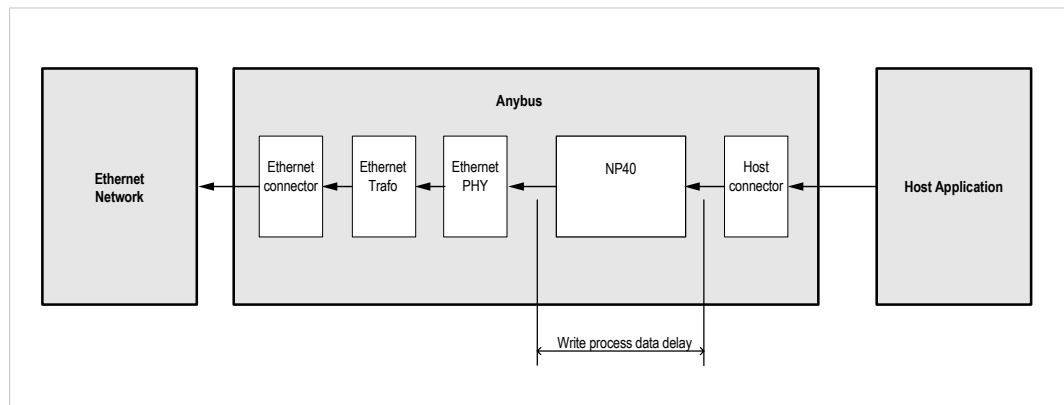 Anybus
Ethernet
Network
Ethernet
connector
Ethernet
Trafo
Ethernet
PHY
NP40
Host
connector
Host Application
Write process data delay